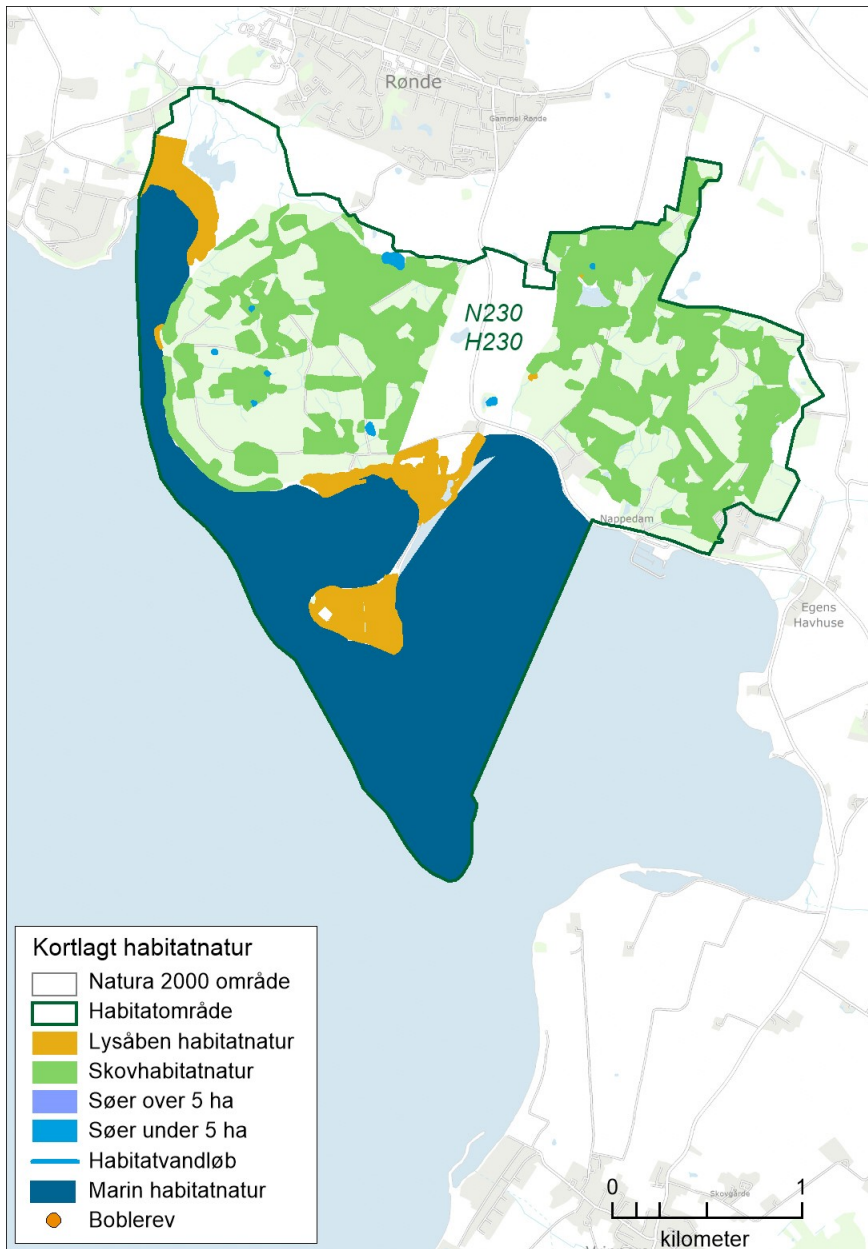 Rønde
Gammel Rønde
N230
H230
Nappedam
Egens
Havhuse
Kortlagt habitatnatur
Natura 2000 område
Habitatområde
Lysåben habitatnatur
Skovhabitatnatur
Søer over 5 ha
Søer under 5 ha
Habitatvandløb
Marin habitatnatur
Boblerev
Skovgårde
0 1
kilometer